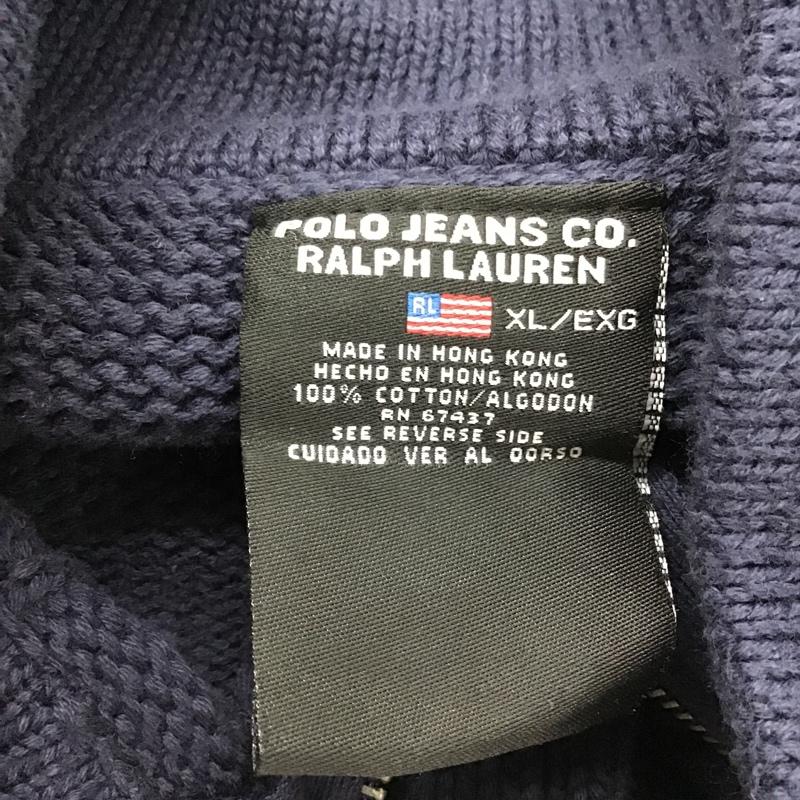 POLO JEANS CO.
RALPH LAUREN
RL XL/EXG
MADE IN HONG KONG
HECHO EN HONG KONG
100% COTTON/ALGODON
RN 67437
SEE REVERSE SIDE
CUIDADO VER AL DORSO